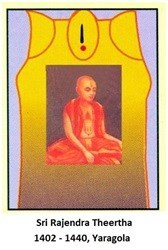 Sri Rajendra Theertha
1402 - 1440, Yaragola